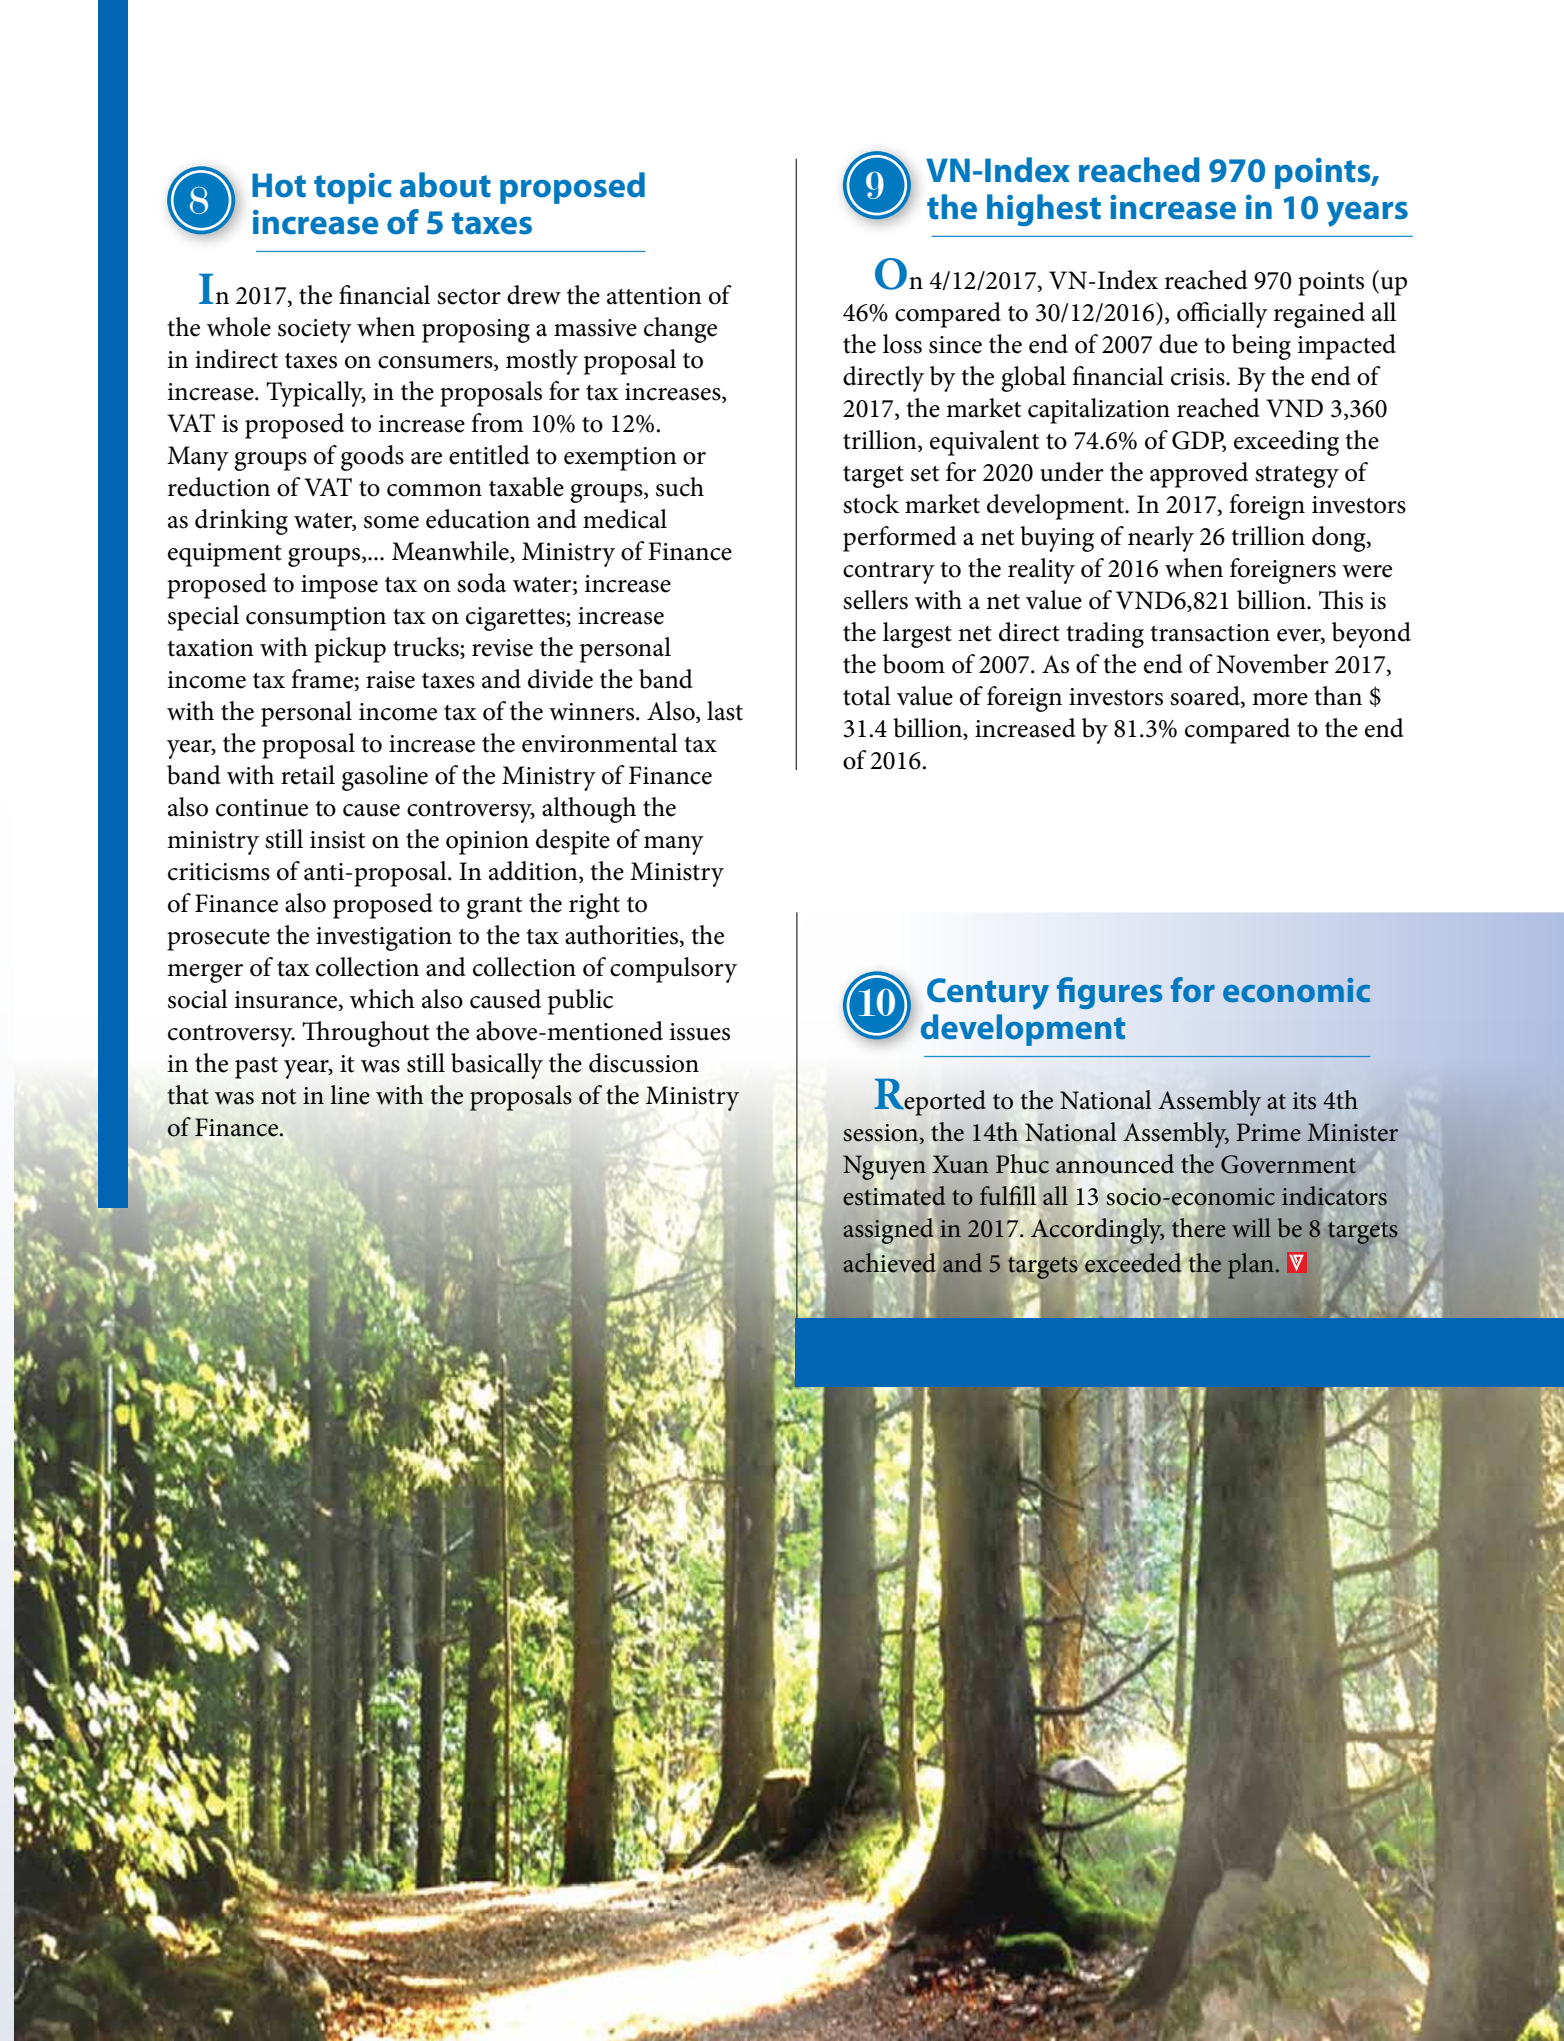 8
Hot topic about proposed
increase of 5 taxes
In 2017, the financial sector drew the attention of
the whole society when proposing a massive change
in indirect taxes on consumers, mostly proposal to
increase. Typically, in the proposals for tax increases,
VAT is proposed to increase from 10% to 12%.
Many groups of goods are entitled to exemption or
reduction of VAT to common taxable groups, such
as drinking water, some education and medical
equipment groups,... Meanwhile, Ministry of Finance
proposed to impose tax on soda water; increase
special consumption tax on cigarettes; increase
taxation with pickup trucks; revise the personal
income tax frame; raise taxes and divide the band
with the personal income tax of the winners. Also, last
year, the proposal to increase the environmental tax
band with retail gasoline of the Ministry of Finance
also continue to cause controversy, although the
ministry still insist on the opinion despite of many
criticisms of anti-proposal. In addition, the Ministry
of Finance also proposed to grant the right to
prosecute the investigation to the tax authorities, the
merger of tax collection and collection of compulsory
social insurance, which also caused public
controversy. Throughout the above-mentioned issues
in the past year, it was still basically the discussion
that was not in line with the proposals of the Ministry
of Finance.
9
VN-Index reached 970 points,
the highest increase in 10 years
On 4/12/2017, VN-Index reached 970 points (up
46% compared to 30/12/2016), officially regained all
the loss since the end of 2007 due to being impacted
directly by the global financial crisis. By the end of
2017, the market capitalization reached VND 3,360
trillion, equivalent to 74.6% of GDP, exceeding the
target set for 2020 under the approved strategy of
stock market development. In 2017, foreign investors
performed a net buying of nearly 26 trillion dong,
contrary to the reality of 2016 when foreigners were
sellers with a net value of VND6,821 billion. This is
the largest net direct trading transaction ever, beyond
the boom of 2007. As of the end of November 2017,
total value of foreign investors soared, more than $
31.4 billion, increased by 81.3% compared to the end
of 2016.
10
Century figures for economic
development
Reported to the National Assembly at its 4th
session, the 14th National Assembly, Prime Minister
Nguyen Xuan Phuc announced the Government
estimated to fulfill all 13 socio-economic indicators
assigned in 2017. Accordingly, there will be 8 targets
achieved and 5 targets exceeded the plan.